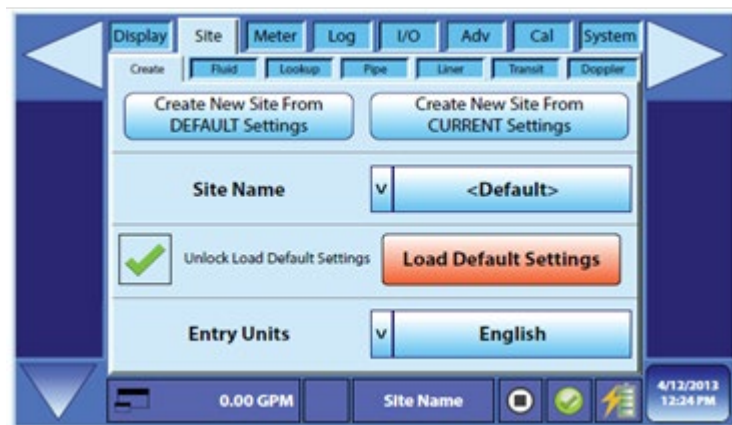 Display Site Meter Log I/O Adv Cal System
Create Fluid Lookup Pipe Liner Transit Doppler
Create New Site From
DEFAULT Settings
Create New Site From
CURRENT Settings
Site Name
v
<Default>
Unlock Load Default Settings
Load Default Settings
Entry Units
v
English
0.00 GPM
Site Name
4/12/2013
12:24 PM